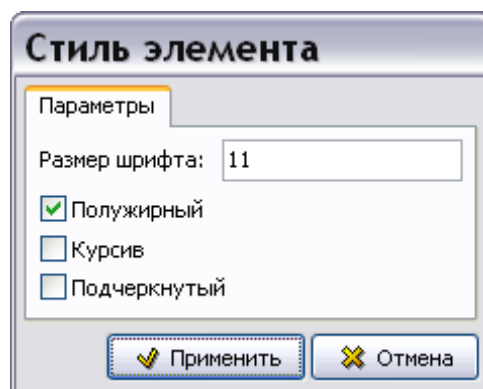 Стиль элемента
Параметры
Размер шрифта: 11
Полужирный
Курсив
Подчеркнутый
Применить Отмена